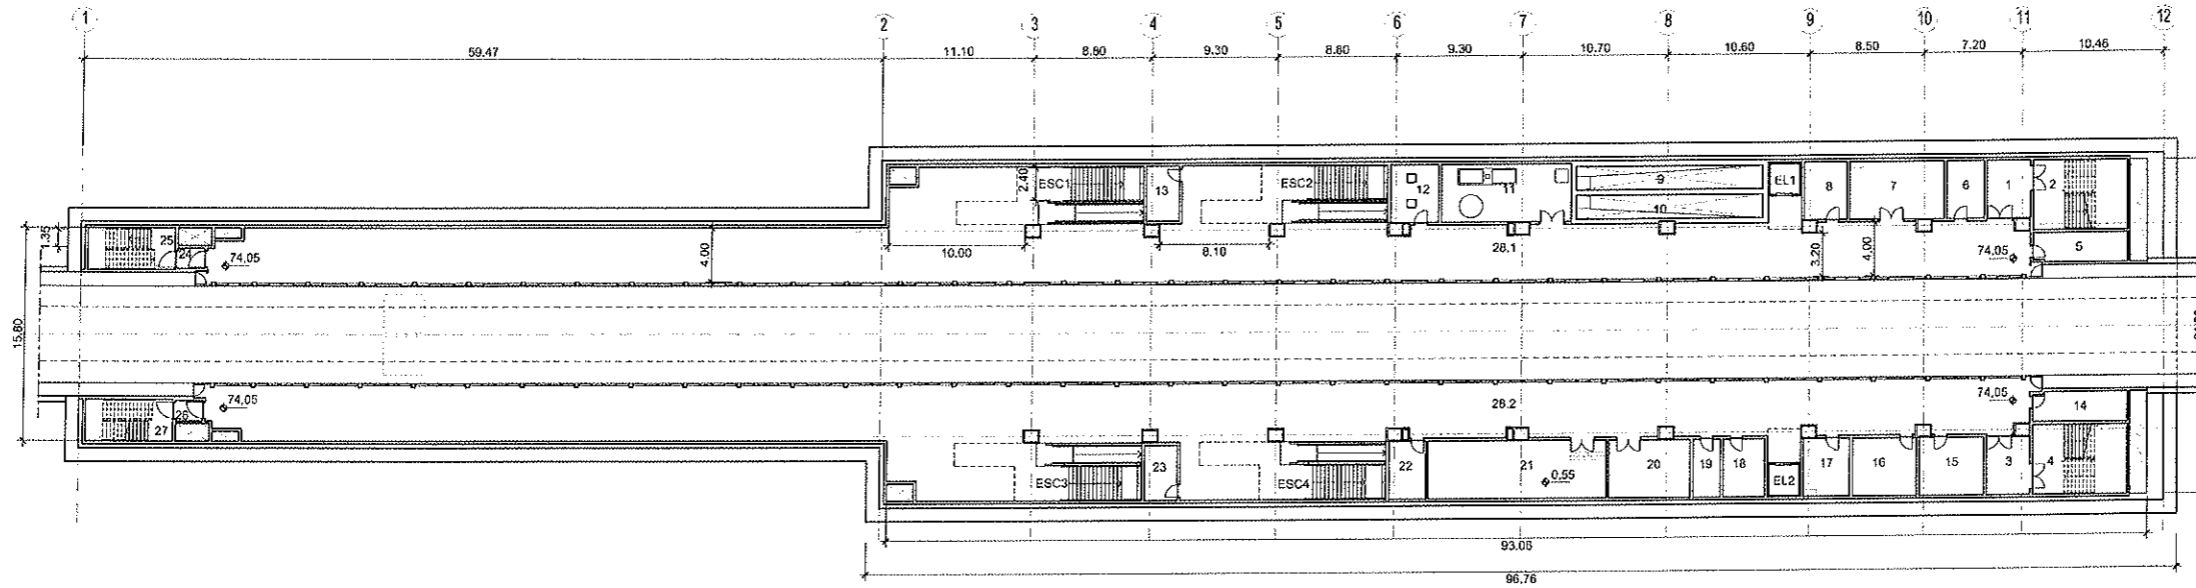 1 2 3 4 5 6 7 8 9 10 11 12
59.47 11.10 8.80 9.30 8.80 9.30 10.70 10.60 8.50 7.20 10.46
2.40 ESC1 13 ESC2 12 11 9 EL1 8 7 6 1 2
10
1.35 25 4.00 5
24 74,05 10.00 8.10 28.1 3.20 4.00 74,05
15.80
74,05 28.2 74,05 14
26
27 23 22 21 20 19 18 17 16 15 3 4
ESC3 ESC4 0,55 EL2
93.06
96,76